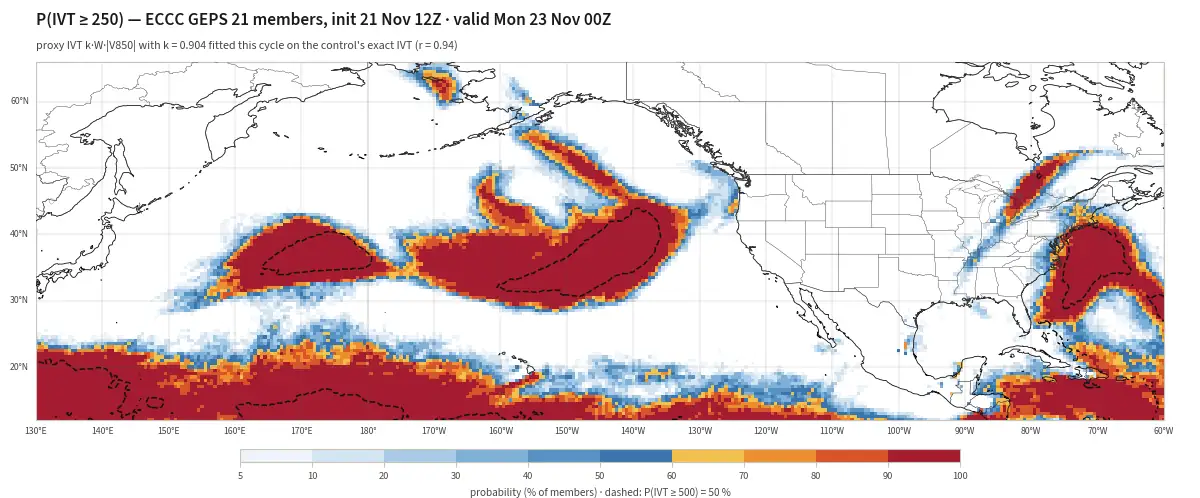 P(IVT ≥ 250) — ECCC GEPS 21 members, init 21 Nov 12Z · valid Mon 23 Nov 00Z
proxy IVT k·W·|V850| with k = 0.904 fitted this cycle on the control's exact IVT (r = 0.94)
60°N
50°N
40°N
30°N
20°N
130°E 140°E 150°E 160°E 170°E 180° 170°W 160°W 150°W 140°W 130°W 120°W 110°W 100°W 90°W 80°W 70°W 60°W
5 10 20 30 40 50 60 70 80 90 100
probability (% of members) · dashed: P(IVT ≥ 500) = 50 %